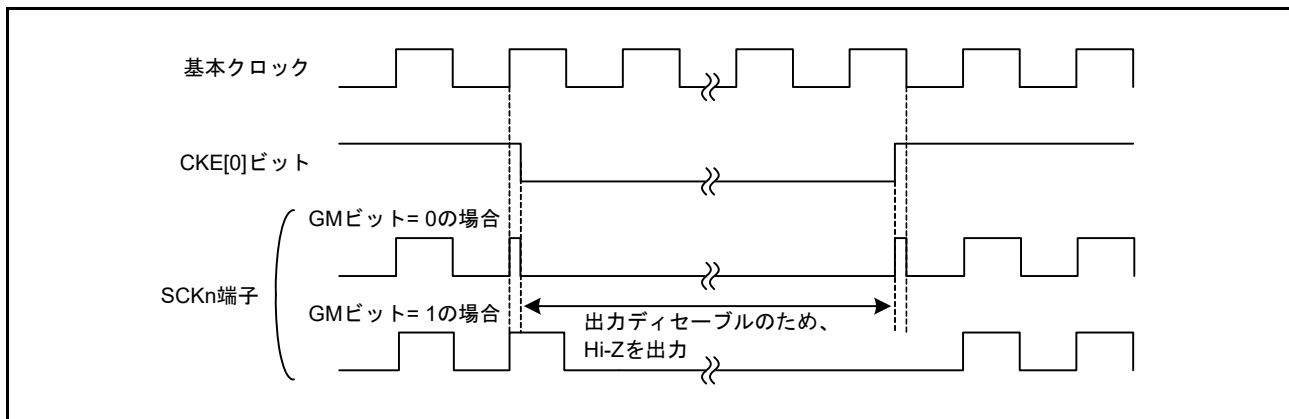 基本クロック
CKE[0]ビット
GMビット= 0の場合
SCKn端子
GMビット= 1の場合
出力ディセーブルのため、
Hi-Zを出力